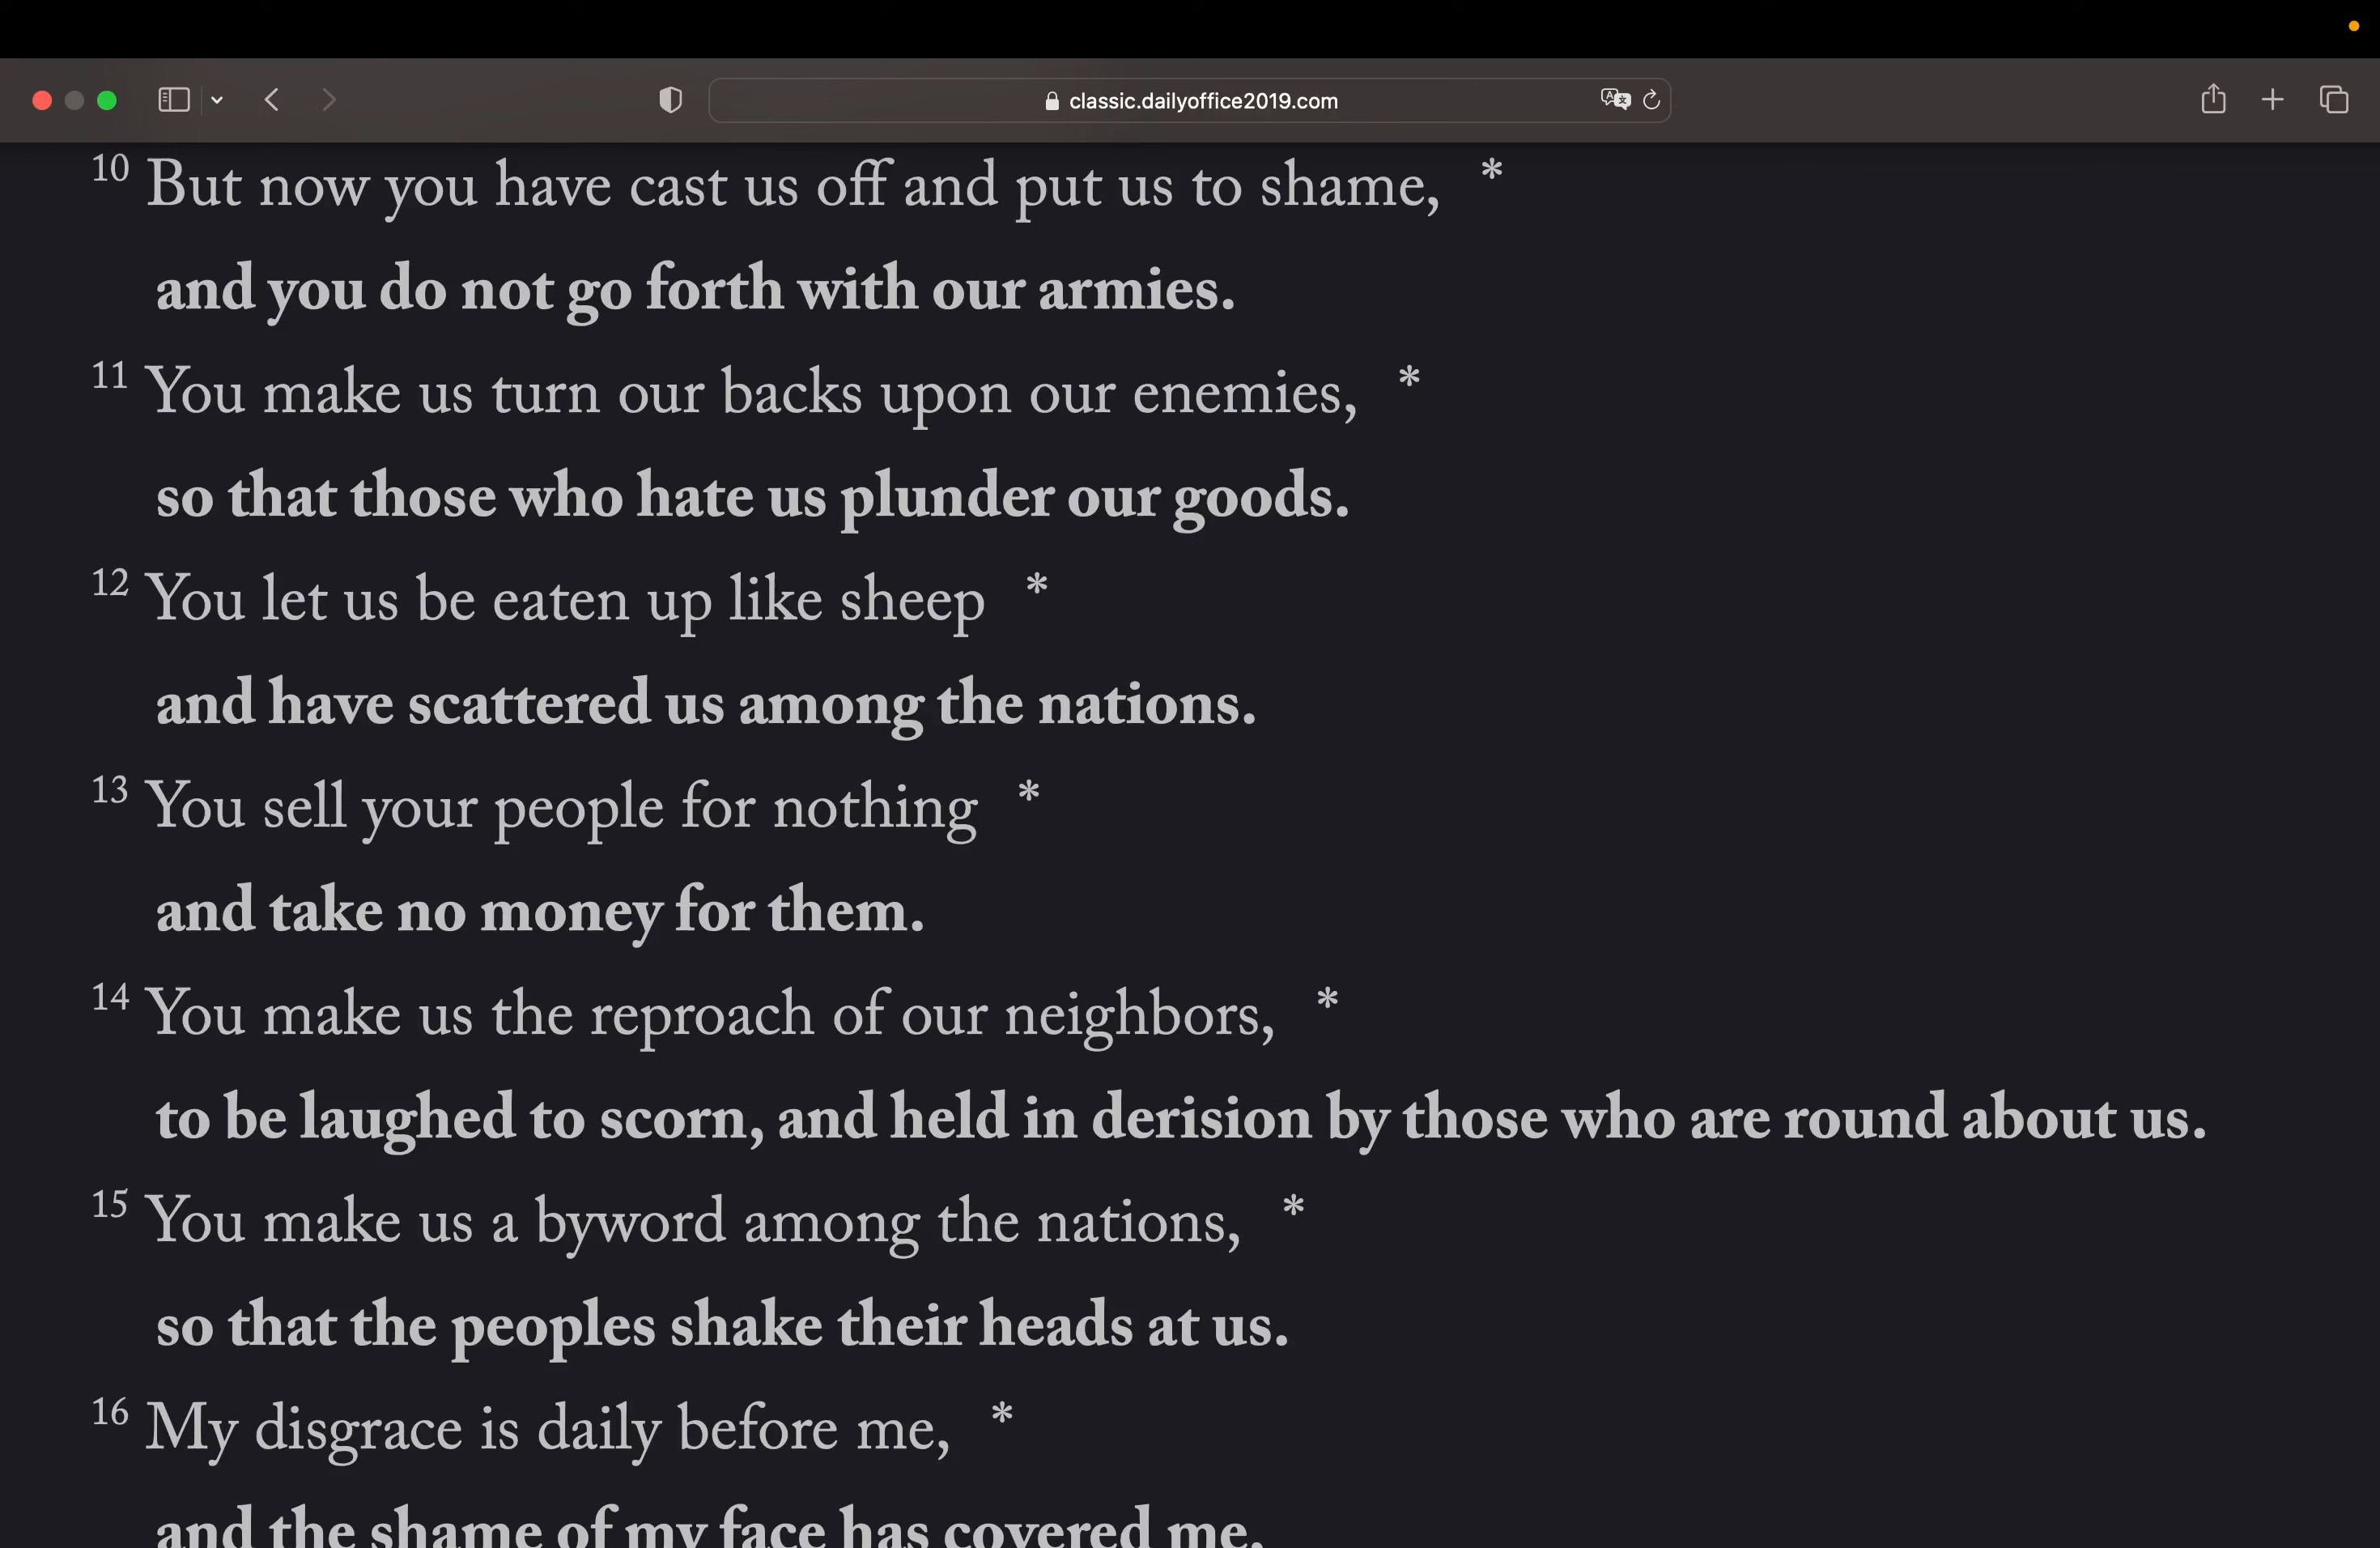 classic.dailyoffice2019.com
10 But now you have cast us off and put us to shame, *
and you do not go forth with our armies.
11 You make us turn our backs upon our enemies, *
so that those who hate us plunder our goods.
12 You let us be eaten up like sheep *
and have scattered us among the nations.
13 You sell your people for nothing *
and take no money for them.
14 You make us the reproach of our neighbors, *
to be laughed to scorn, and held in derision by those who are round about us.
15 You make us a byword among the nations, *
so that the peoples shake their heads at us.
16 My disgrace is daily before me, *
and the shame of my face has covered me,